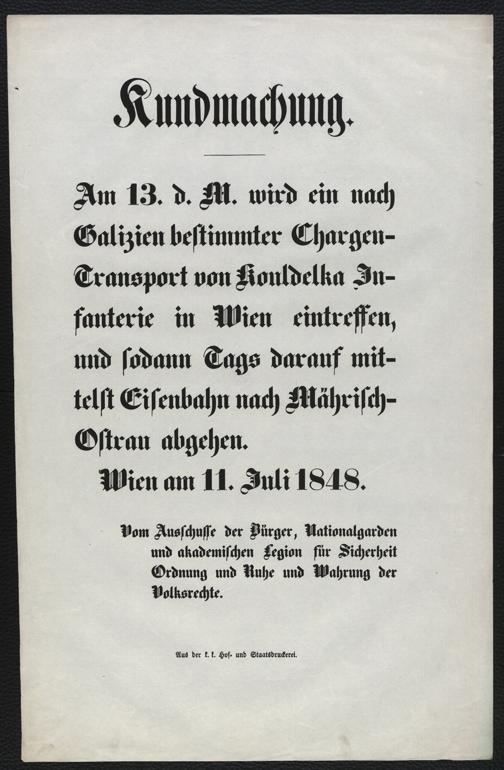 Kundmachung.
Am 13. d. M. wird ein nach
Galizien bestimmter Chargen-
Transport von Kouldelka In-
fanterie in Wien eintreffen,
und sodann Tags darauf mit-
telst Eisenbahn nach Mährisch-
Ostrau abgehen.
Wien am 11. Juli 1848.
Vom Ausschusse der Bürger, Nationalgarden
und akademischen Legion für Sicherheit
Ordnung und Ruhe und Wahrung der
Volksrechte.
Aus der k. k. Hof- und Staatsdruckerei.